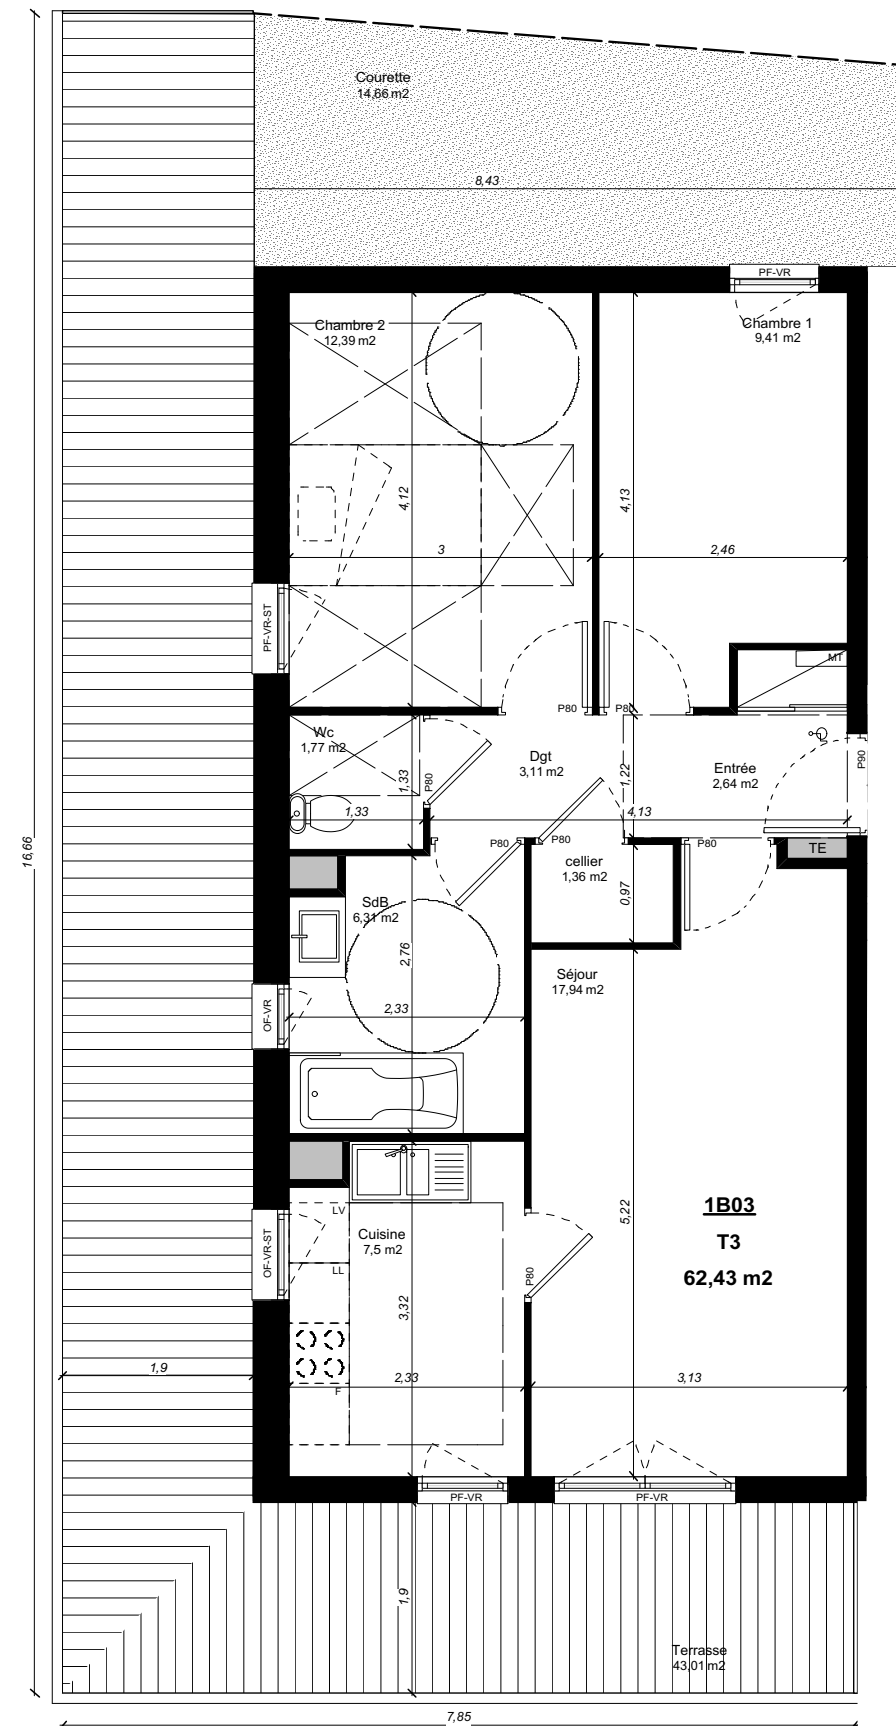 Courette
14,66 m2
8,43
PF-VR
Chambre 2
12,39 m2
Chambre 1
9,41 m2
4,12
4,13
3
2,46
PF-VR-ST
MT
P80
P80
Wc
1,77 m2
Dgt
3,11 m2
Entrée
2,64 m2
P90
1,33
P80
1,22
1,33
4,13
16,66
P80
P80
P80
TE
cellier
1,36 m2
0,97
SdB
6,31 m2
2,76
Séjour
17,94 m2
OF-VR
2,33
1B03
T3
62,43 m2
5,22
LV
Cuisine
7,5 m2
OF-VR-ST
LL
P80
3,32
1,9
2,33
3,13
F
PF-VR
PF-VR
1,9
Terrasse
43,01 m2
7,85